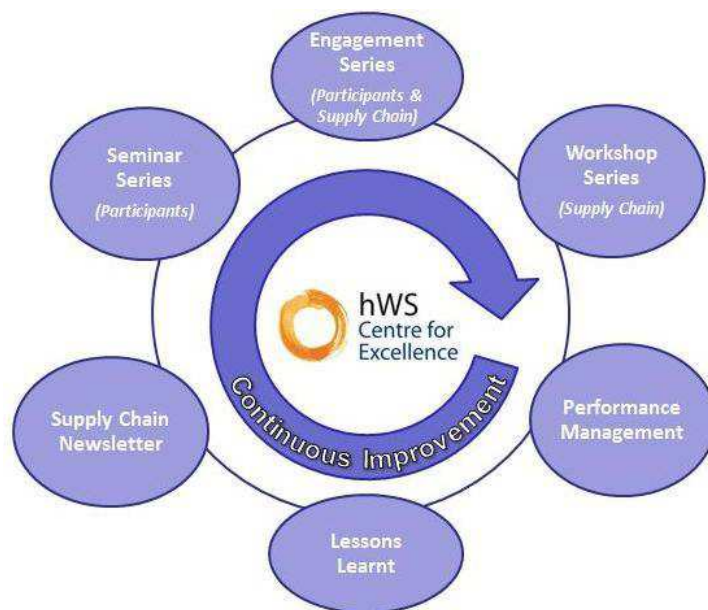 Engagement
Series
(Participants &
Supply Chain)
Seminar
Series
(Participants)
Workshop
Series
(Supply Chain)
hWS
Centre for
Excellence
Continuous Improvement
Supply Chain
Newsletter
Performance
Management
Lessons
Learnt